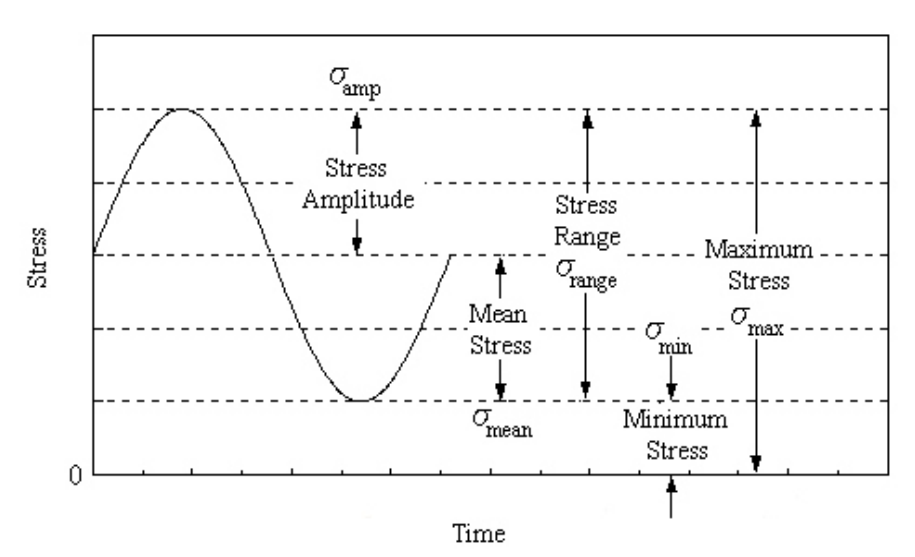 σamp
Stress
Amplitude
Stress
Range
σrange
Maximum
Stress
σmax
Mean
Stress
σmean
σmin
Minimum
Stress
Stress
0
Time